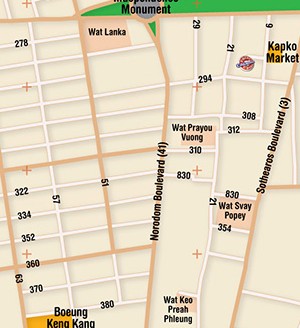 Independence
Monument
29
9
Wat Lanka
278
21
Kapko
Market
294
308
312
Wat Prayou
Vuong
310
Sothearos Boulevard (3)
830
51
Norodom Boulevard (41)
322
57
830
21
Wat Svay
Popey
334
354
352
360
63
370
380
Wat Keo
Preah
Phleung
Boeung
Keng Kang